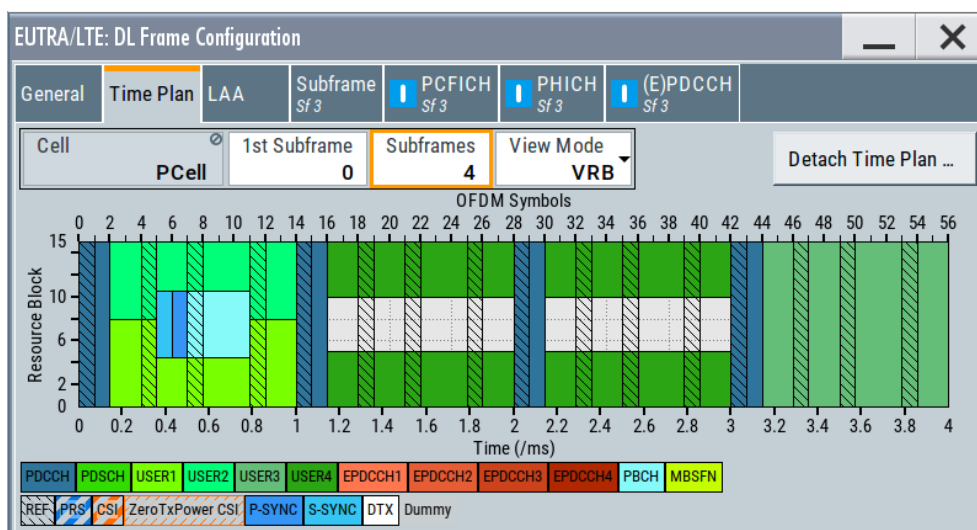 EUTRA/LTE: DL Frame Configuration
General Time Plan LAA Subframe Sf 3 PCFICH Sf 3 PHICH Sf 3 (E)PDCCH Sf 3
Cell 1st Subframe Subframes View Mode
PCell 0 4 VRB
Detach Time Plan ...
OFDM Symbols
0 2 4 6 8 10 12 14 16 18 20 22 24 26 28 30 32 34 36 38 40 42 44 46 48 50 52 54 56
15
10
6
2
0
Resource Block
0 0.2 0.4 0.6 0.8 1 1.2 1.4 1.6 1.8 2 2.2 2.4 2.6 2.8 3 3.2 3.4 3.6 3.8 4
Time (/ms)
PDCCH PDSCH USER1 USER2 USER3 USER4 EPDCCH1 EPDCCH2 EPDCCH3 EPDCCH4 PBCH MBSFN
REF PRS CSI ZeroTxPower CSI P-SYNC S-SYNC DTX Dummy